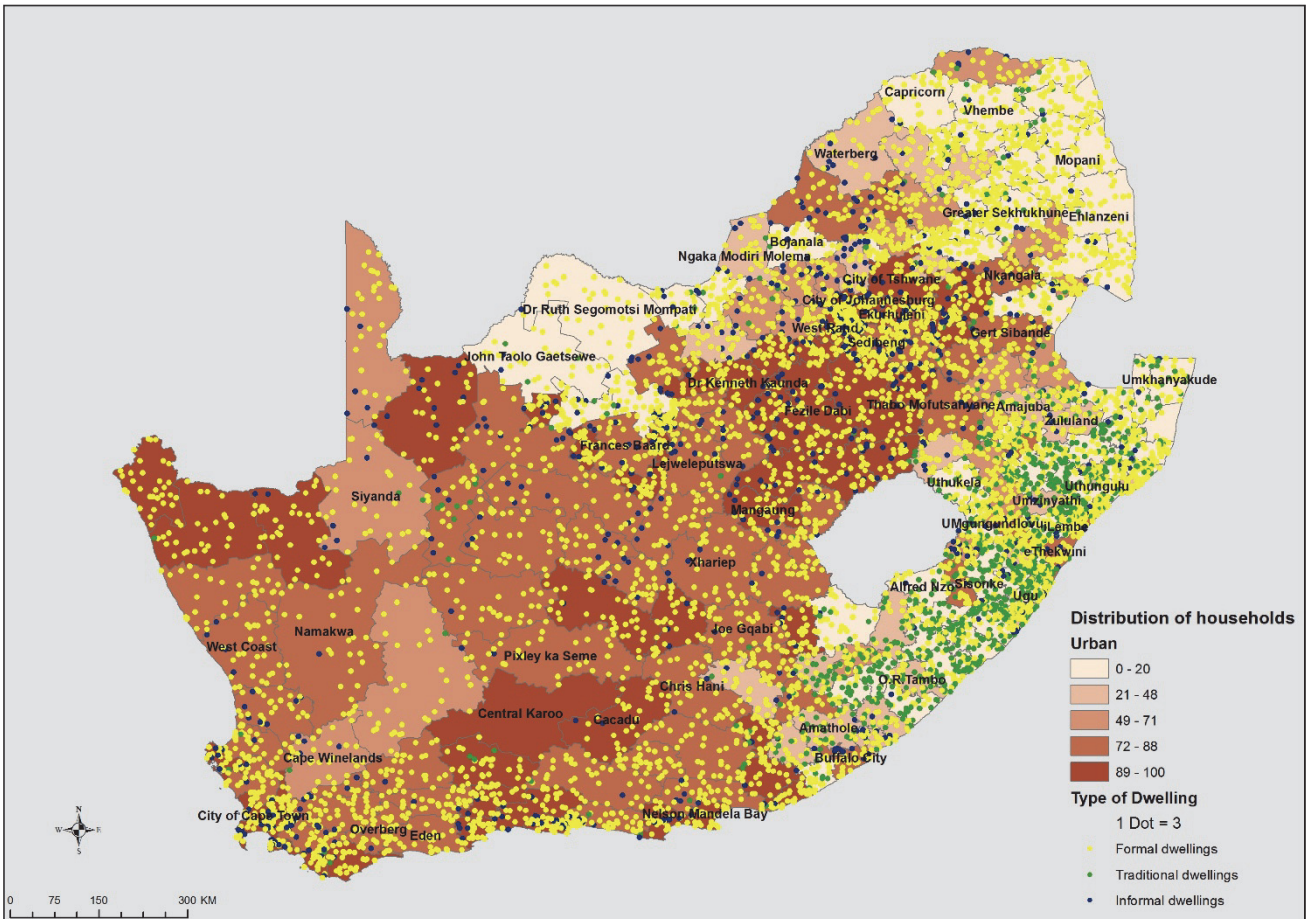 Capricorn
Vhembe
Mopani
Waterberg
Greater Sekhukhune
Ehlanzeni
Bojanala
Ngaka Modiri Molema
City of Tshwane
Nkangala
City of Johannesburg
Ekurhuleni
West Rand
Sedibeng
Gert Sibande
Dr Ruth Segomotsi Mompati
John Taolo Gaetsewe
Umkhanyakude
Dr Kenneth Kaunda
Fezile Dabi
Thabo Mofutsanyane
Amajuba
Zululand
Frances Baard
Lejweleputswa
Siyanda
Uthukela
Uthungulu
Umzinyathi
Mangaung
UMgungundlovu
iLembe
eThekwini
Xhariep
Alfred Nzo
Sisonke
Ugu
Joe Gqabi
Namakwa
West Coast
Pixley ka Seme
Chris Hani
O.R.Tambo
Central Karoo
Cacadu
Amathole
Buffalo City
Cape Winelands
City of Cape Town
Overberg
Eden
Nelson Mandela Bay
Distribution of households
Urban
0 - 20
21 - 48
49 - 71
72 - 88
89 - 100
Type of Dwelling
1 Dot = 3
Formal dwellings
Traditional dwellings
Informal dwellings
N
W E
S
0 75 150 300 KM